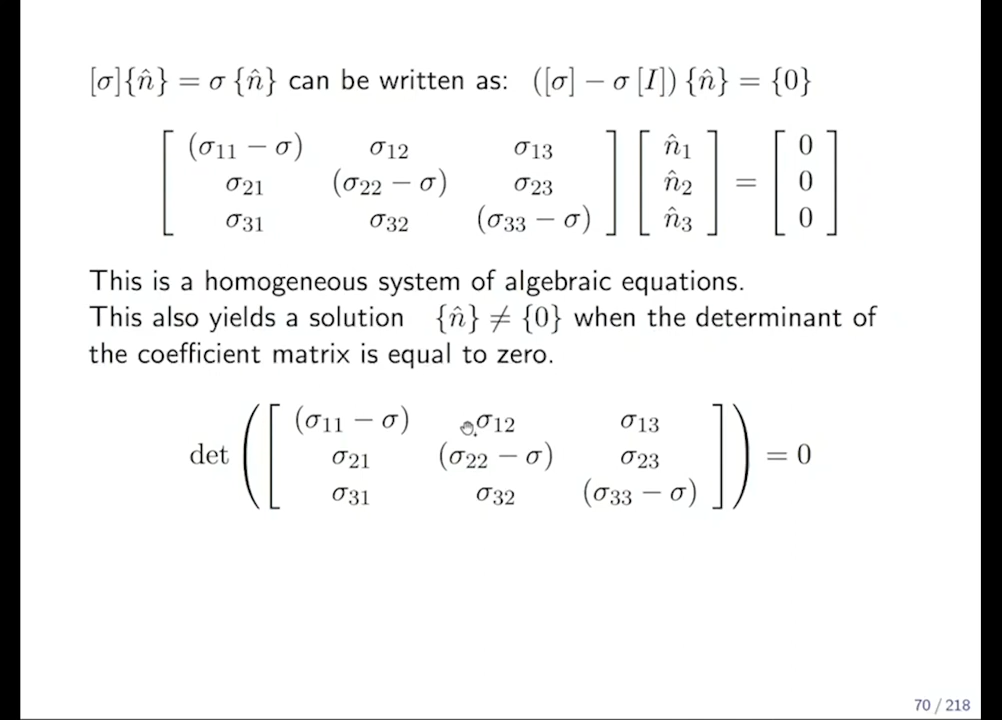 [σ]{n̂} = σ {n̂} can be written as: ([σ] − σ [I]) {n̂} = {0}
[ (σ₁₁ − σ) σ₁₂ σ₁₃ ] [ n̂₁ ] [ 0 ]
[ σ₂₁ (σ₂₂ − σ) σ₂₃ ] [ n̂₂ ] = [ 0 ]
[ σ₃₁ σ₃₂ (σ₃₃ − σ) ] [ n̂₃ ] [ 0 ]
This is a homogeneous system of algebraic equations.
This also yields a solution {n̂} ≠ {0} when the determinant of
the coefficient matrix is equal to zero.
( [ (σ₁₁ − σ) σ₁₂ σ₁₃ ] )
det ( [ σ₂₁ (σ₂₂ − σ) σ₂₃ ] ) = 0
( [ σ₃₁ σ₃₂ (σ₃₃ − σ) ] )
70 / 218